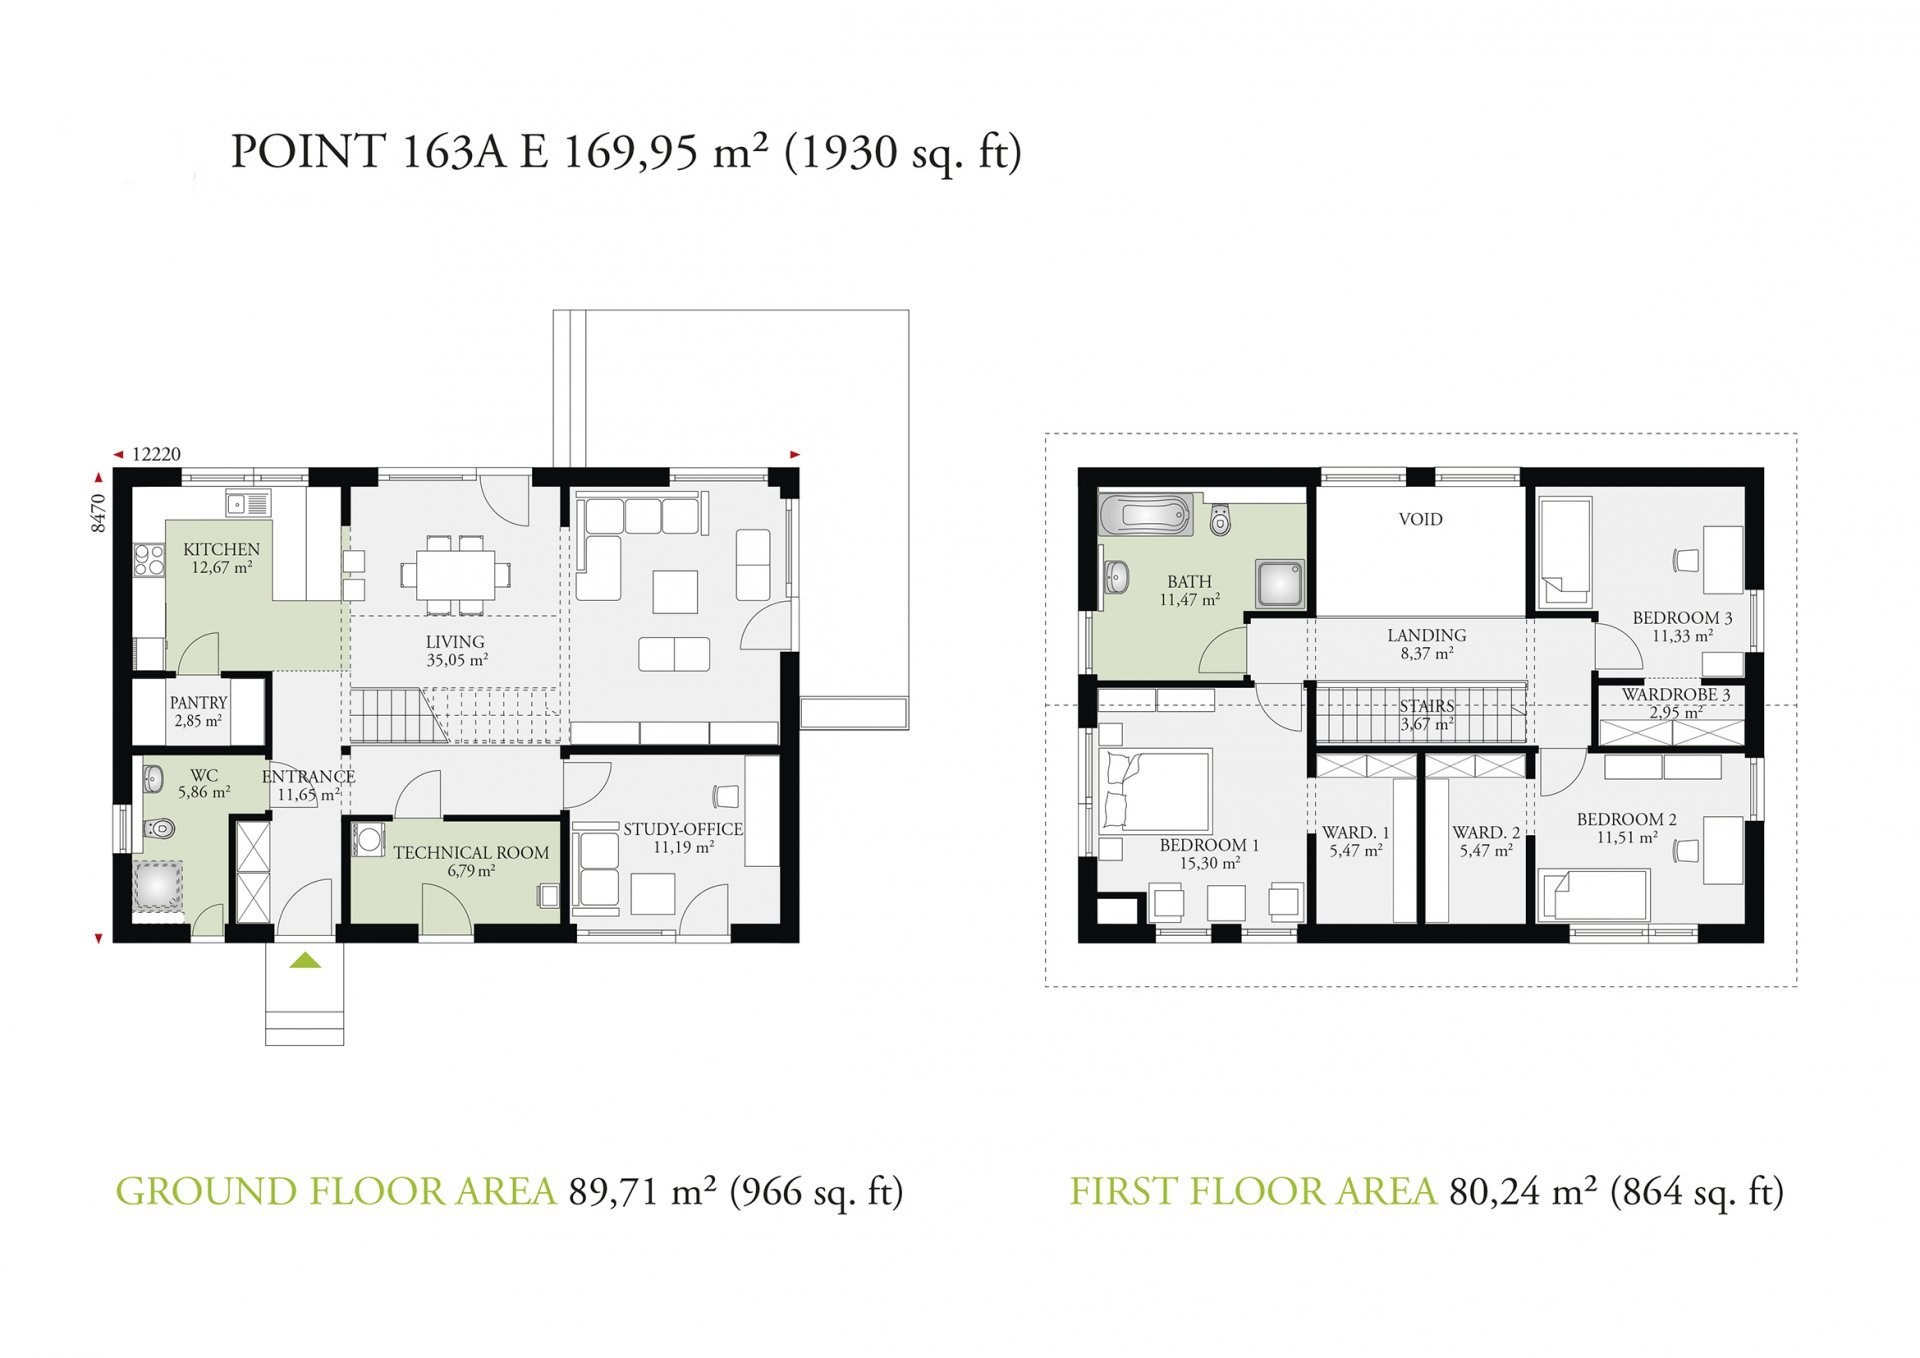 POINT 163A E 169,95 m² (1930 sq. ft)
12220
8470
KITCHEN
12,67 m²
LIVING
35,05 m²
PANTRY
2,85 m²
WC
5,86 m²
ENTRANCE
11,65 m²
TECHNICAL ROOM
6,79 m²
STUDY-OFFICE
11,19 m²
VOID
BATH
11,47 m²
LANDING
8,37 m²
BEDROOM 3
11,33 m²
STAIRS
3,67 m²
WARDROBE 3
2,95 m²
BEDROOM 1
15,30 m²
WARD. 1
5,47 m²
WARD. 2
5,47 m²
BEDROOM 2
11,51 m²
GROUND FLOOR AREA 89,71 m² (966 sq. ft)
FIRST FLOOR AREA 80,24 m² (864 sq. ft)